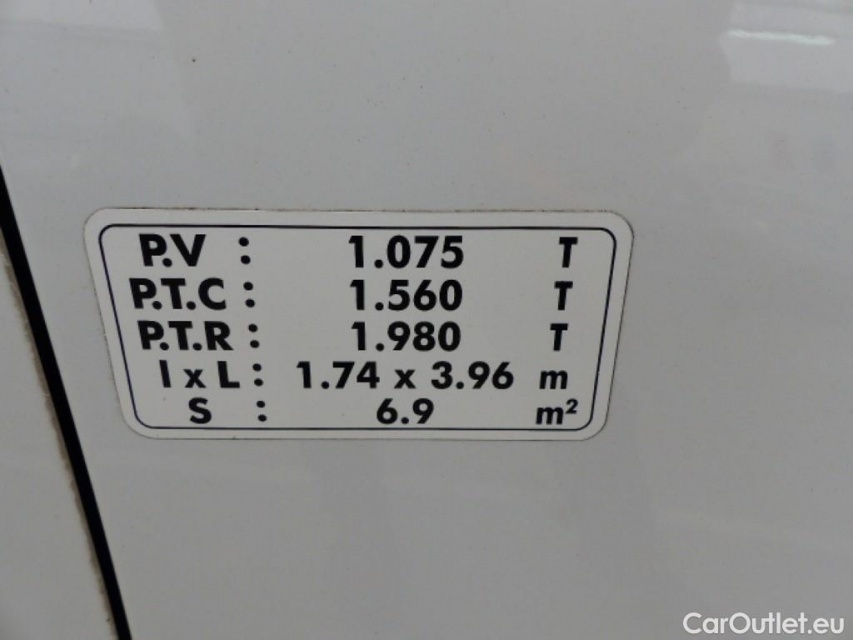 P.V : 1.075 T
P.T.C : 1.560 T
P.T.R : 1.980 T
l x L : 1.74 x 3.96 m
S : 6.9 m²
CarOutlet.eu